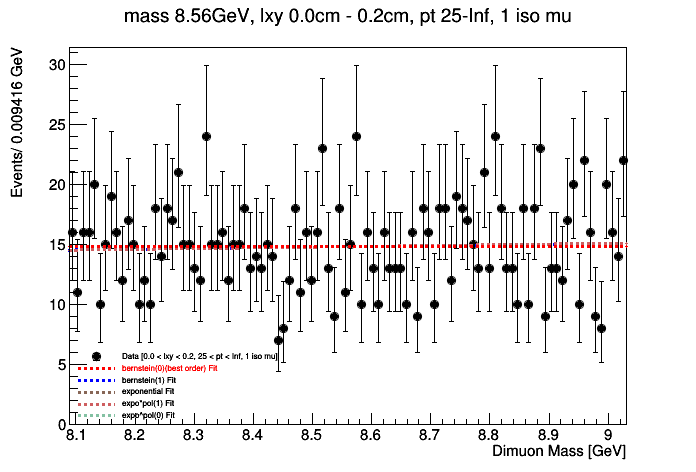 mass 8.56GeV, lxy 0.0cm - 0.2cm, pt 25-Inf, 1 iso mu
Events/ 0.009416 GeV
30
25
20
15
10
5
0
Data [0.0 < lxy < 0.2, 25 < pt < Inf, 1 iso mu]
bernstein(0)(best order) Fit
bernstein(1) Fit
exponential Fit
expo*pol(1) Fit
expp^pol(0) Fit
8.1 8.2 8.3 8.4 8.5 8.6 8.7 8.8 8.9 9
Dimuon Mass [GeV]